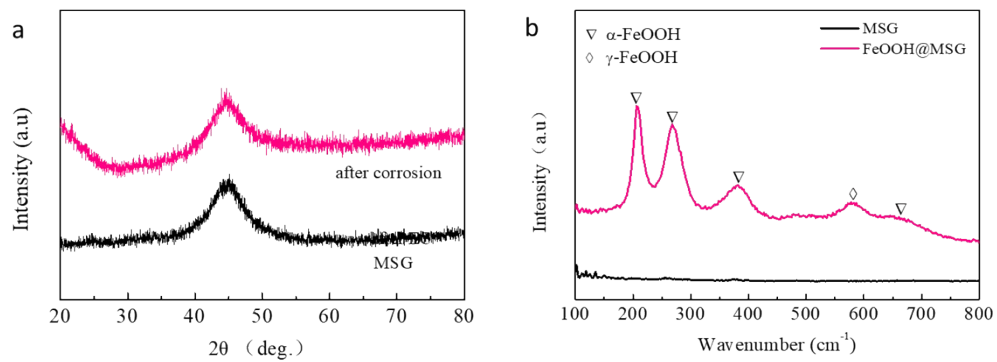 a
Intensity (a.u)
after corrosion
MSG
20 30 40 50 60 70 80
2θ （deg.）
b
Intensity（a.u）
▽ α-FeOOH
◊ γ-FeOOH
MSG
FeOOH@MSG
100 200 300 400 500 600 700 800
Wavenumber (cm-1)